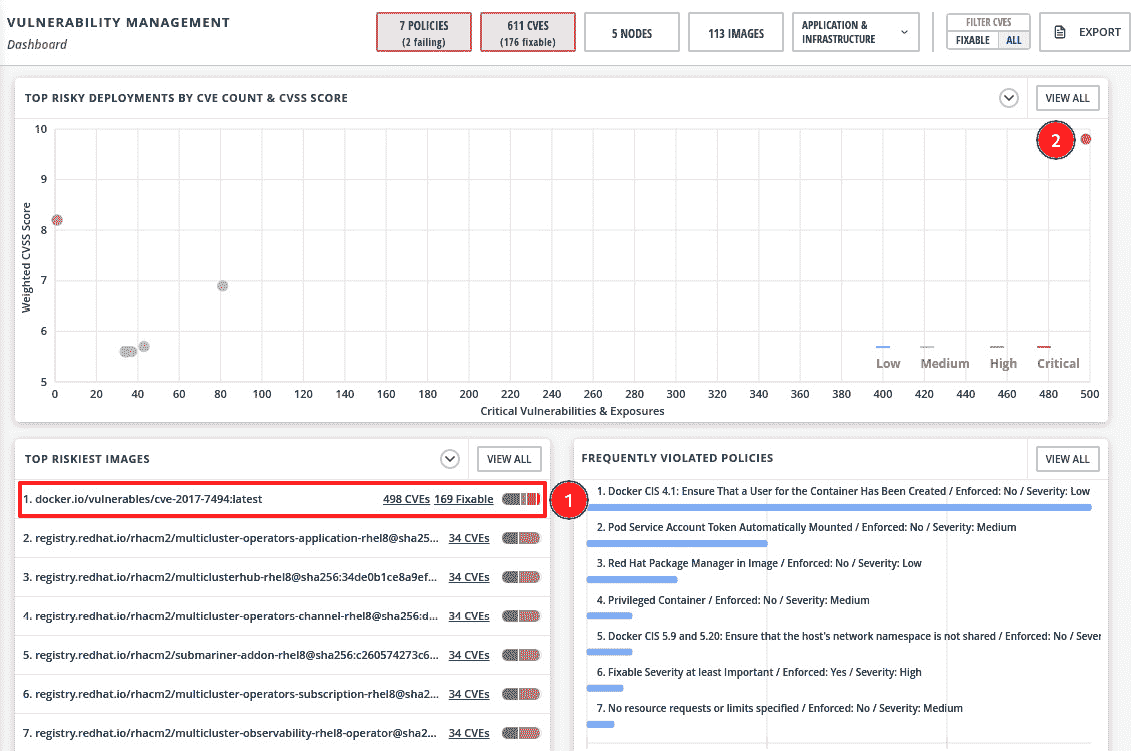 VULNERABILITY MANAGEMENT
Dashboard
7 POLICIES
(2 failing)
611 CVES
(176 fixable)
5 NODES
113 IMAGES
APPLICATION &
INFRASTRUCTURE
FILTER CVES
FIXABLE ALL
EXPORT
TOP RISKY DEPLOYMENTS BY CVE COUNT & CVSS SCORE
VIEW ALL
Weighted CVSS Score
10
9
8
7
6
5
2
Low Medium High Critical
0 20 40 60 80 100 120 140 160 180 200 220 240 260 280 300 320 340 360 380 400 420 440 460 480 500
Critical Vulnerabilities & Exposures
TOP RISKIEST IMAGES
VIEW ALL
1. docker.io/vulnerables/cve-2017-7494:latest 498 CVEs 169 Fixable
1
2. registry.redhat.io/rhacm2/multicluster-operators-application-rhel8@sha25... 34 CVEs
3. registry.redhat.io/rhacm2/multiclusterhub-rhel8@sha256:34de0b1ce8a9ef... 34 CVEs
4. registry.redhat.io/rhacm2/multicluster-operators-channel-rhel8@sha256:d... 34 CVEs
5. registry.redhat.io/rhacm2/submariner-addon-rhel8@sha256:c260574273c6... 34 CVEs
6. registry.redhat.io/rhacm2/multicluster-operators-subscription-rhel8@sha2... 34 CVEs
7. registry.redhat.io/rhacm2/multicluster-observability-rhel8-operator@sha2... 34 CVEs
FREQUENTLY VIOLATED POLICIES
VIEW ALL
1. Docker CIS 4.1: Ensure That a User for the Container Has Been Created / Enforced: No / Severity: Low
2. Pod Service Account Token Automatically Mounted / Enforced: No / Severity: Medium
3. Red Hat Package Manager in Image / Enforced: No / Severity: Low
4. Privileged Container / Enforced: No / Severity: Medium
5. Docker CIS 5.9 and 5.20: Ensure that the host's network namespace is not shared / Enforced: No / Sever
6. Fixable Severity at least Important / Enforced: Yes / Severity: High
7. No resource requests or limits specified / Enforced: No / Severity: Medium